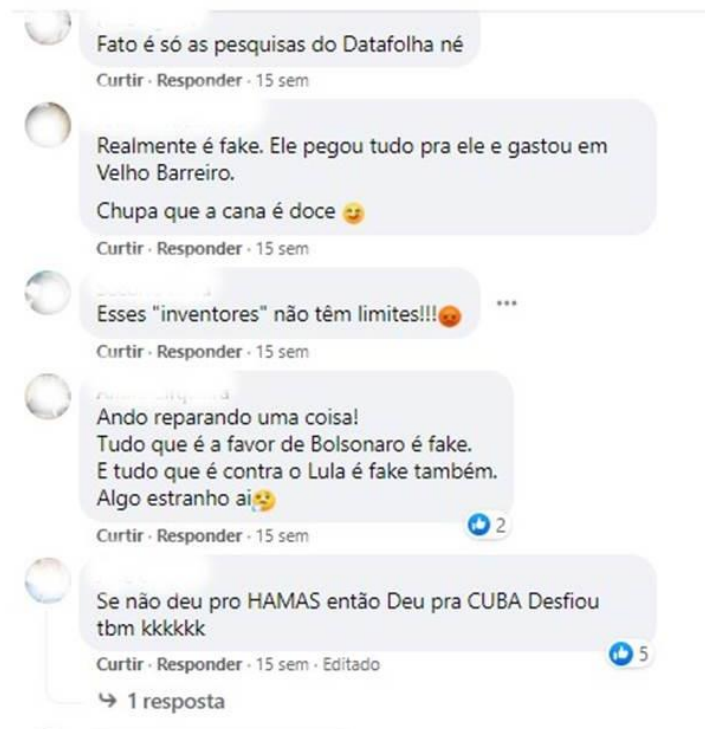 Fato é só as pesquisas do Datafolha né
Curtir · Responder · 15 sem
Realmente é fake. Ele pegou tudo pra ele e gastou em
Velho Barreiro.
Chupa que a cana é doce 😋
Curtir · Responder · 15 sem
Esses "inventores" não têm limites!!!😡
Curtir · Responder · 15 sem
Ando reparando uma coisa!
Tudo que é a favor de Bolsonaro é fake.
E tudo que é contra o Lula é fake também.
Algo estranho ai🤧
2
Curtir · Responder · 15 sem
Se não deu pro HAMAS então Deu pra CUBA Desfiou
tbm kkkkkk
5
Curtir · Responder · 15 sem · Editado
1 resposta